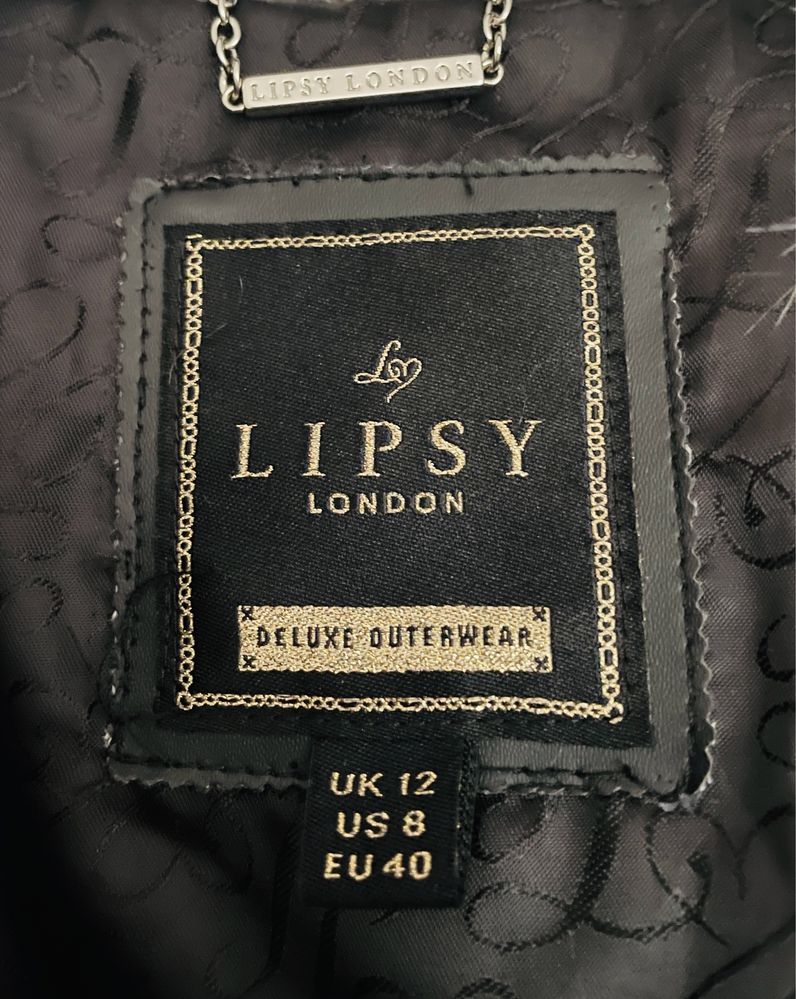 LIPSY LONDON
LIPSY
LONDON
DELUXE OUTERWEAR
UK 12
US 8
EU 40